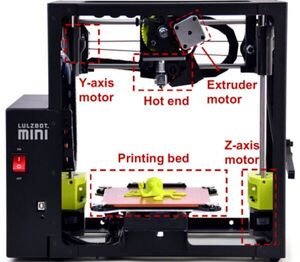 Y-axis
motor
Hot end
Extruder
motor
LULZBOT
MINI
Printing bed
Z-axis
motor